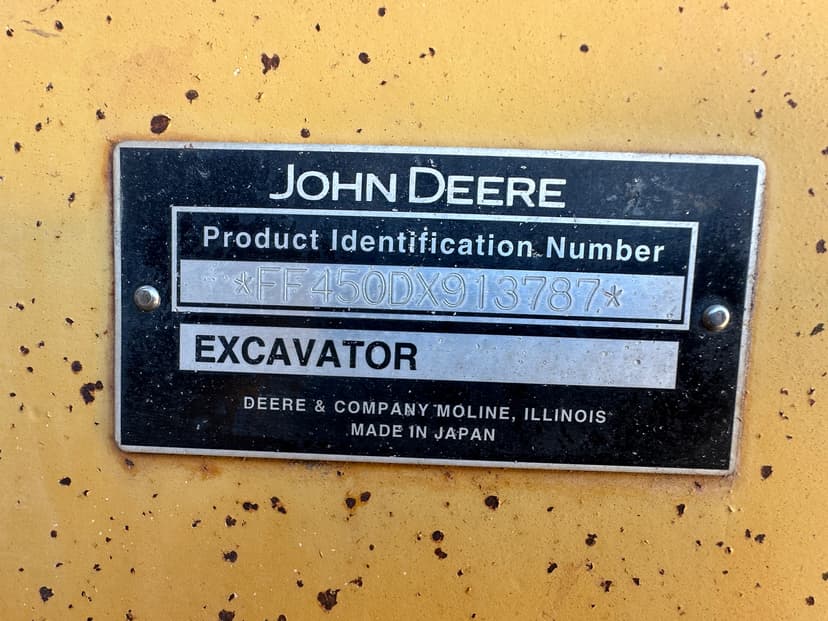 JOHN DEERE
Product Identification Number
*FF450DX913787*
EXCAVATOR
DEERE & COMPANY MOLINE, ILLINOIS
MADE IN JAPAN